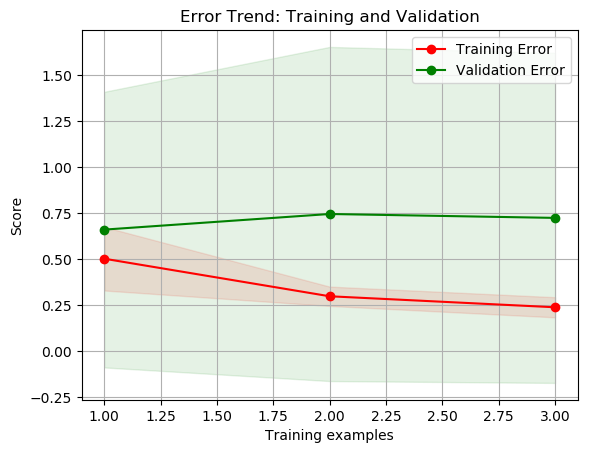 Error Trend: Training and Validation
Training Error
Validation Error
Score
1.50
1.25
1.00
0.75
0.50
0.25
0.00
−0.25
1.00 1.25 1.50 1.75 2.00 2.25 2.50 2.75 3.00
Training examples